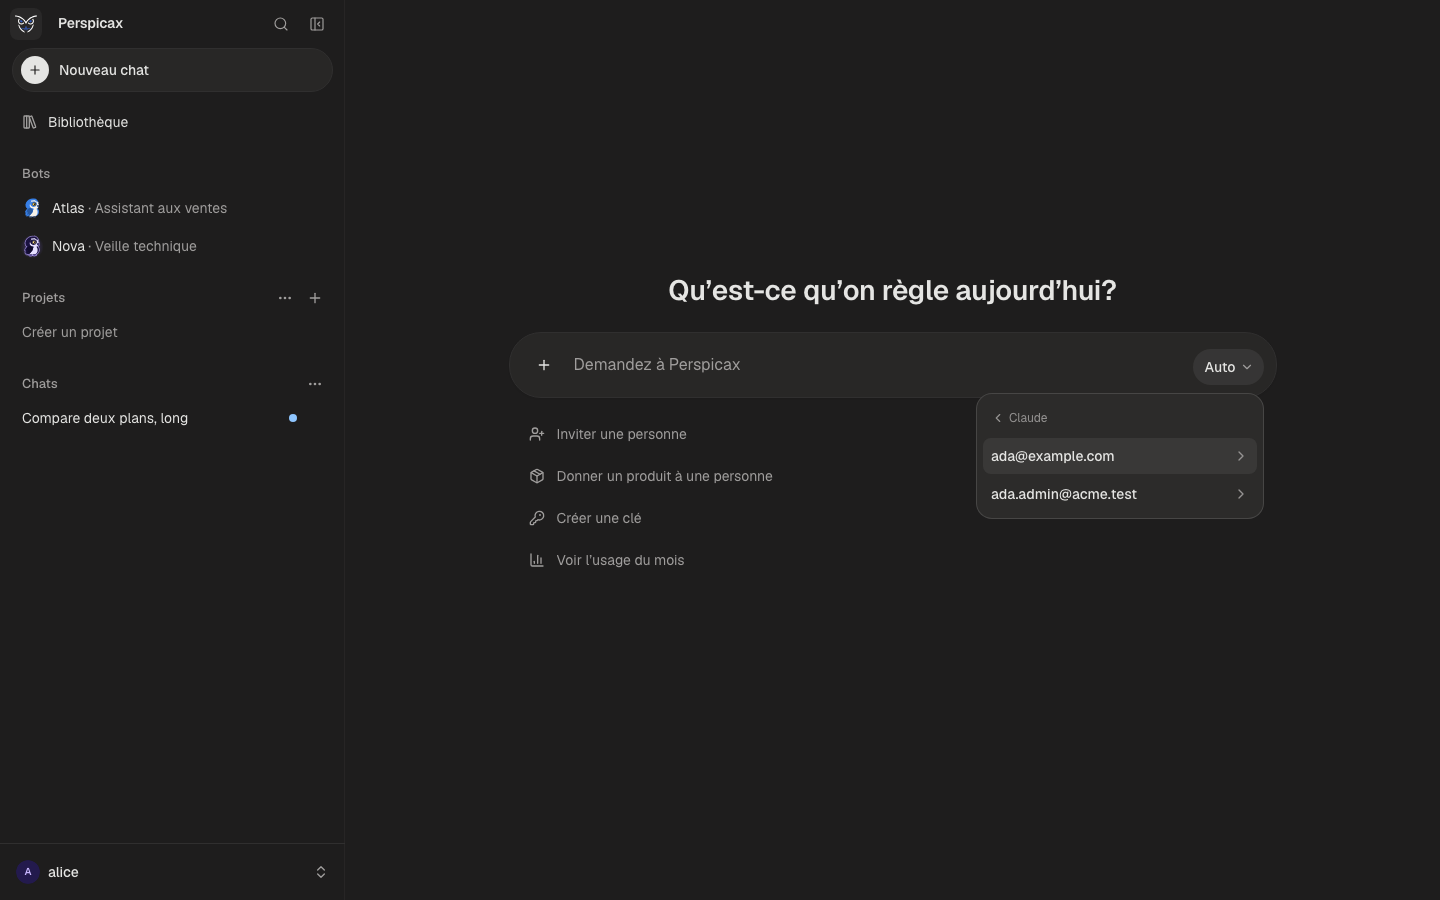 Perspicax
Nouveau chat
Bibliothèque
Bots
Atlas · Assistant aux ventes
Nova · Veille technique
Projets
Créer un projet
Chats
Compare deux plans, long
A alice
Qu’est-ce qu’on règle aujourd’hui?
Demandez à Perspicax
Auto
Claude
ada@example.com
ada.admin@acme.test
Inviter une personne
Donner un produit à une personne
Créer une clé
Voir l’usage du mois